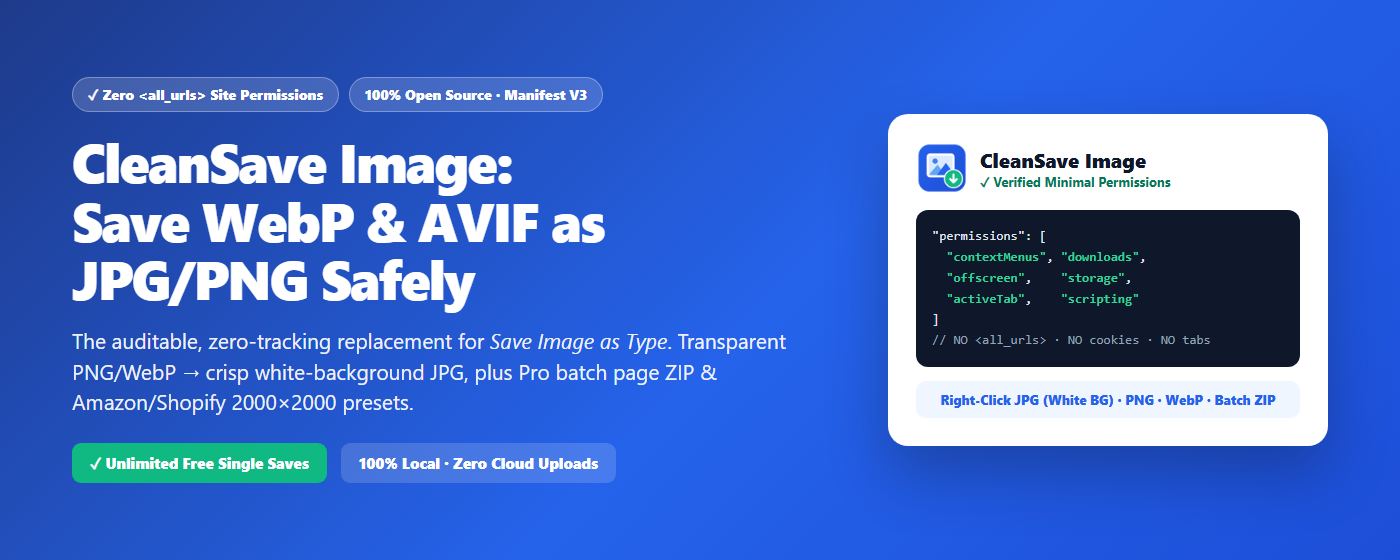 ✓ Zero <all_urls> Site Permissions
100% Open Source · Manifest V3
CleanSave Image:
Save WebP & AVIF as
JPG/PNG Safely
The auditable, zero-tracking replacement for Save Image as Type. Transparent
PNG/WebP → crisp white-background JPG, plus Pro batch page ZIP &
Amazon/Shopify 2000×2000 presets.
✓ Unlimited Free Single Saves
100% Local · Zero Cloud Uploads
CleanSave Image
✓ Verified Minimal Permissions
"permissions": [
"contextMenus", "downloads",
"offscreen", "storage",
"activeTab", "scripting"
]
// NO <all_urls> · NO cookies · NO tabs
Right-Click JPG (White BG) · PNG · WebP · Batch ZIP